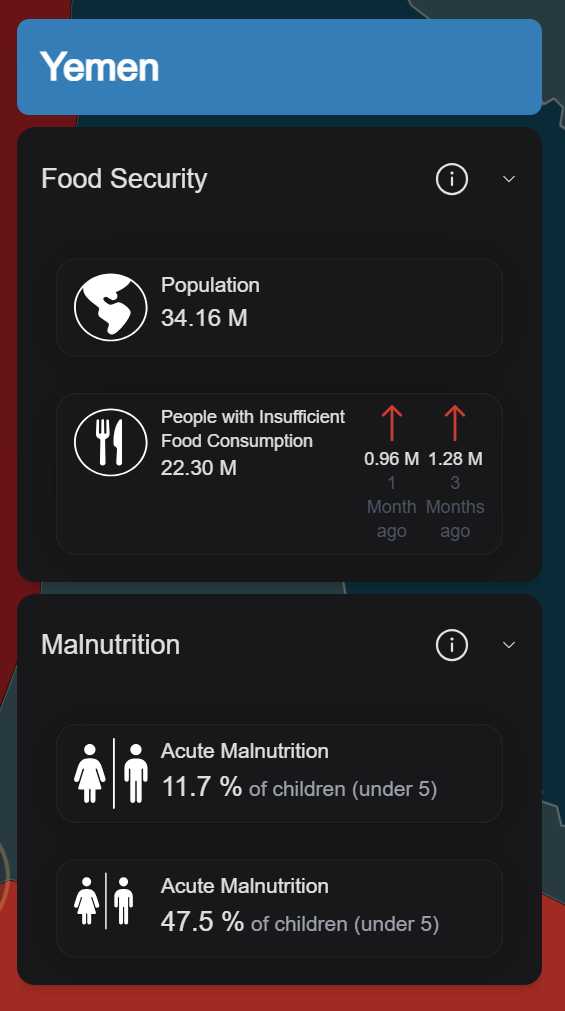 Yemen
Food Security
Population
34.16 M
People with Insufficient
Food Consumption
22.30 M
0.96 M
1
Month
ago
1.28 M
3
Months
ago
Malnutrition
Acute Malnutrition
11.7 % of children (under 5)
Acute Malnutrition
47.5 % of children (under 5)